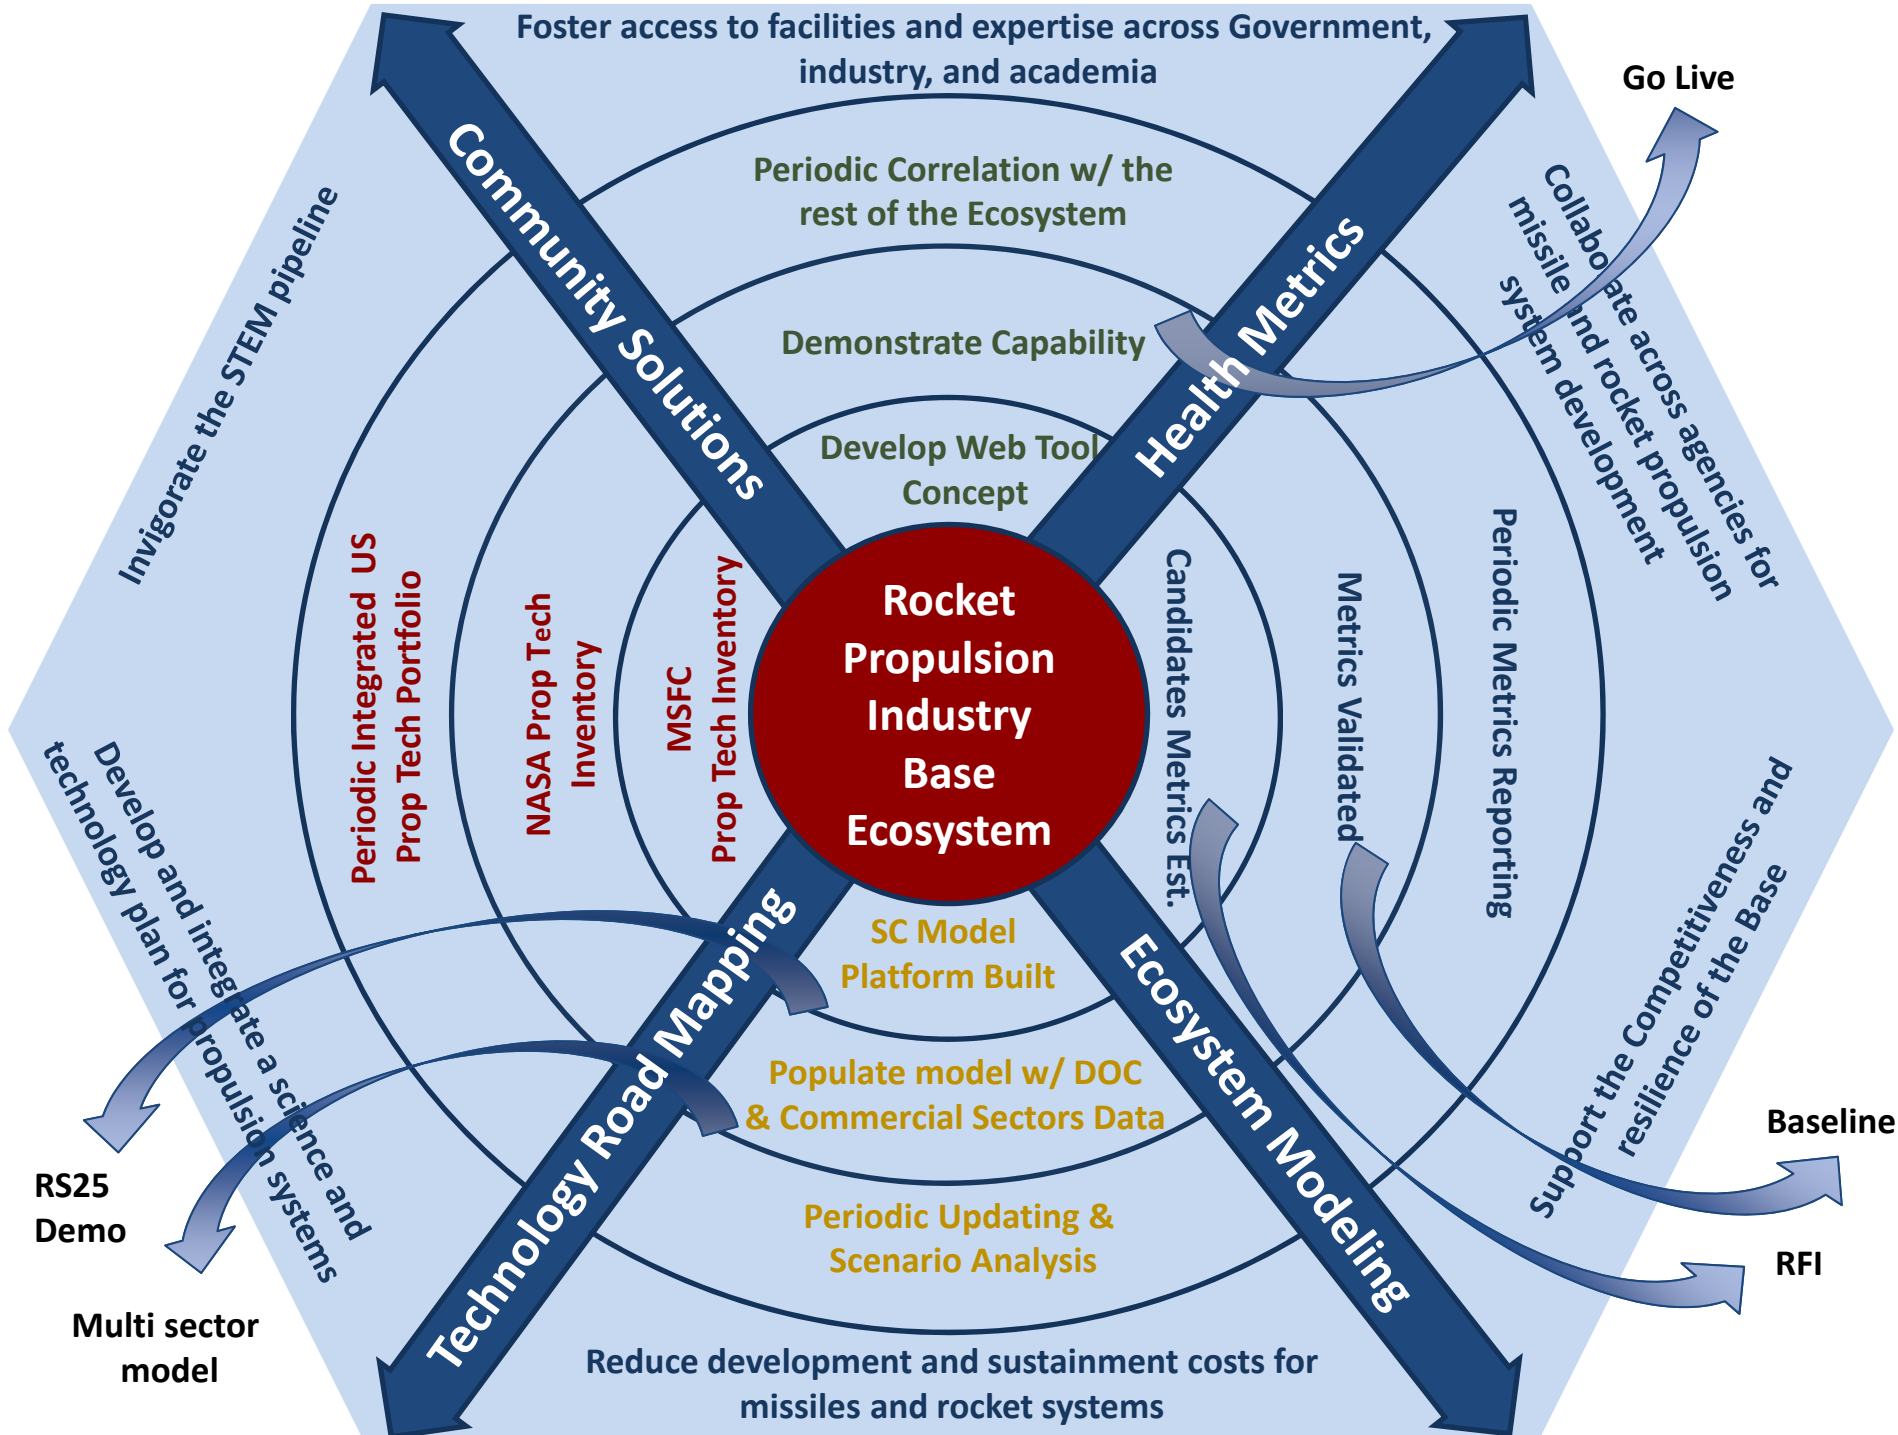 Foster access to facilities and expertise across Government,
industry, and academia
Go Live
Community Solutions
Health Metrics
Periodic Correlation w/ the
rest of the Ecosystem
Demonstrate Capability
Develop Web Tool
Concept
Invigorate the STEM pipeline
Collaborate across agencies for
missile and rocket propulsion
system development
Periodic Integrated US
Prop Tech Portfolio
NASA Prop Tech
Inventory
MSFC
Prop Tech Inventory
Rocket
Propulsion
Industry
Base
Ecosystem
Candidates Metrics Est.
Metrics Validated
Periodic Metrics Reporting
Develop and integrate a science and
technology plan for propulsion systems
Support the Competitiveness and
resilience of the Base
SC Model
Platform Built
Populate model w/ DOC
& Commercial Sectors Data
Periodic Updating &
Scenario Analysis
Technology Road Mapping
Ecosystem Modeling
Baseline
RFI
RS25
Demo
Multi sector
model
Reduce development and sustainment costs for
missiles and rocket systems